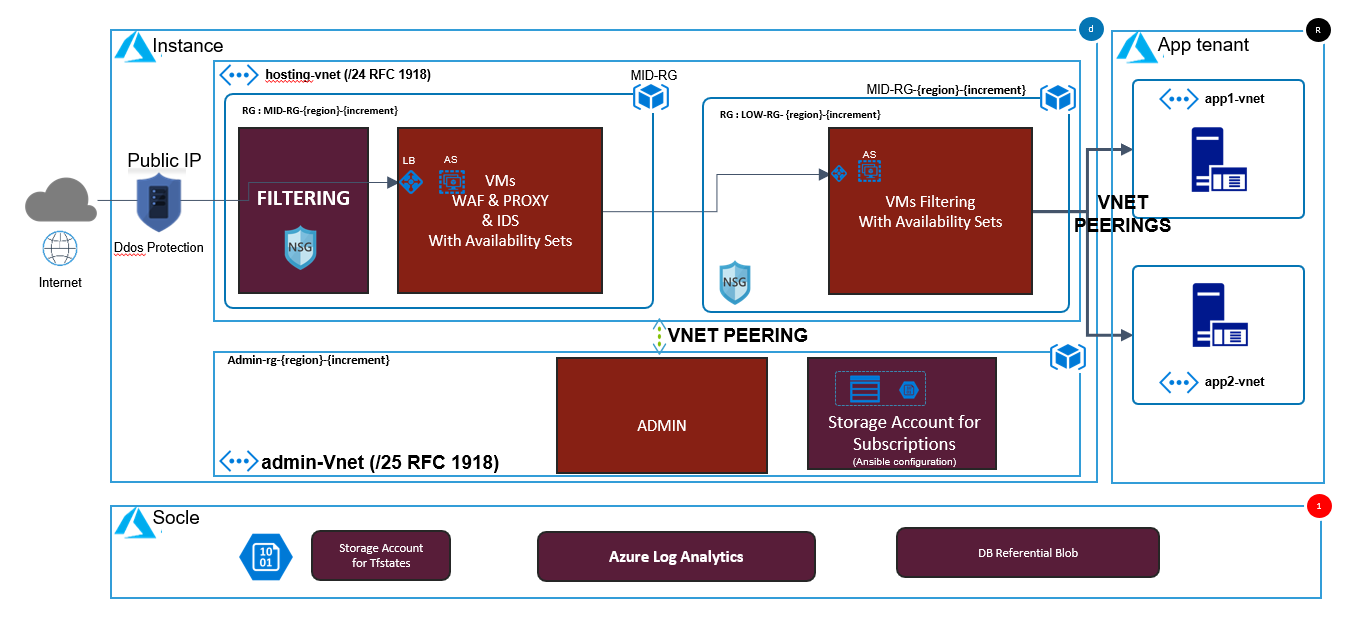 Instance
d
hosting-vnet (/24 RFC 1918)
MID-RG
RG : MID-RG-{region}-{increment}
FILTERING
NSG
LB
AS
VMs
WAF & PROXY
& IDS
With Availability Sets
MID-RG-{region}-{increment}
RG : LOW-RG- {region}-{increment}
AS
VMs Filtering
With Availability Sets
NSG
Public IP
Ddos Protection
Internet
App tenant
R
app1-vnet
VNET
PEERINGS
app2-vnet
VNET PEERING
Admin-rg-{region}-{increment}
ADMIN
Storage Account for
Subscriptions
(Ansible configuration)
admin-Vnet (/25 RFC 1918)
Socle
1
10
01
Storage Account
for Tfstates
Azure Log Analytics
DB Referential Blob